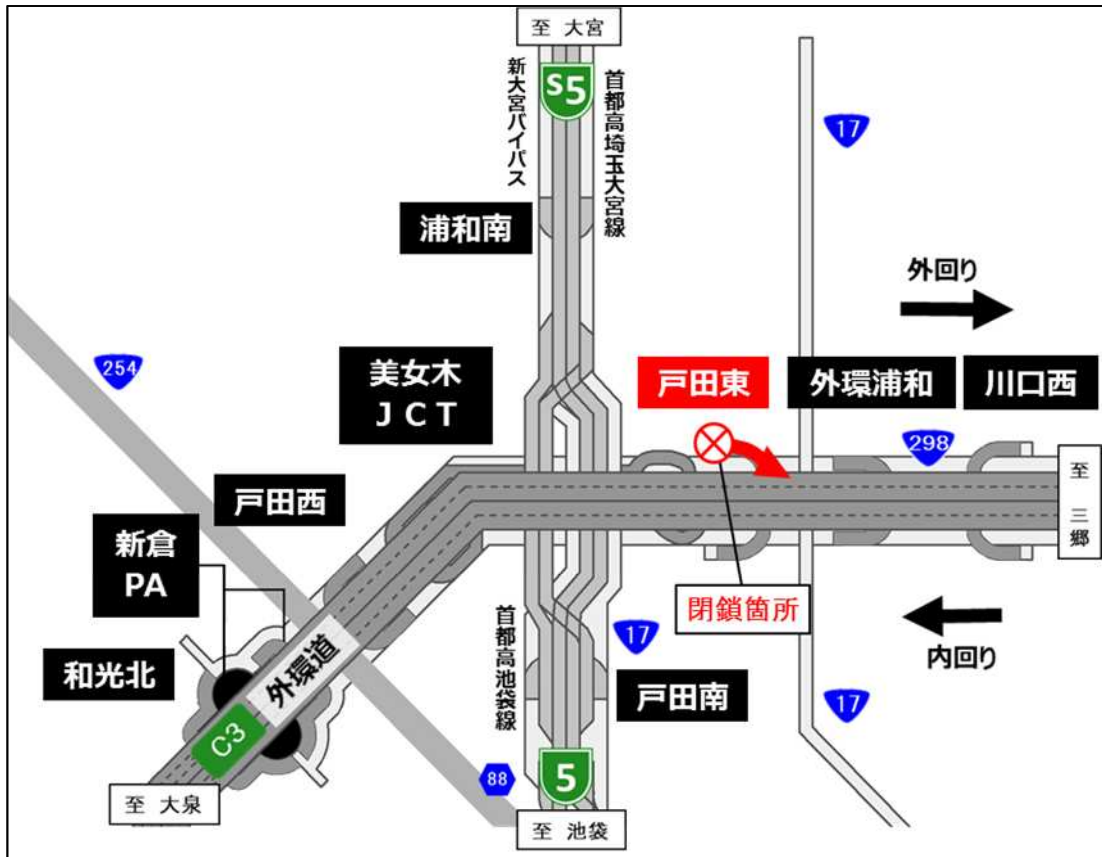 至 大宮
S5
新大宮バイパス
首都高埼玉大宮線
17
浦和南
外回り
254
美女木
JCT
戸田東
外環浦和
川口西
298
戸田西
至 三郷
新倉
PA
閉鎖箇所
首都高池袋線
17
内回り
和光北
外環道
戸田南
17
C3
88
5
至 大泉
至 池袋